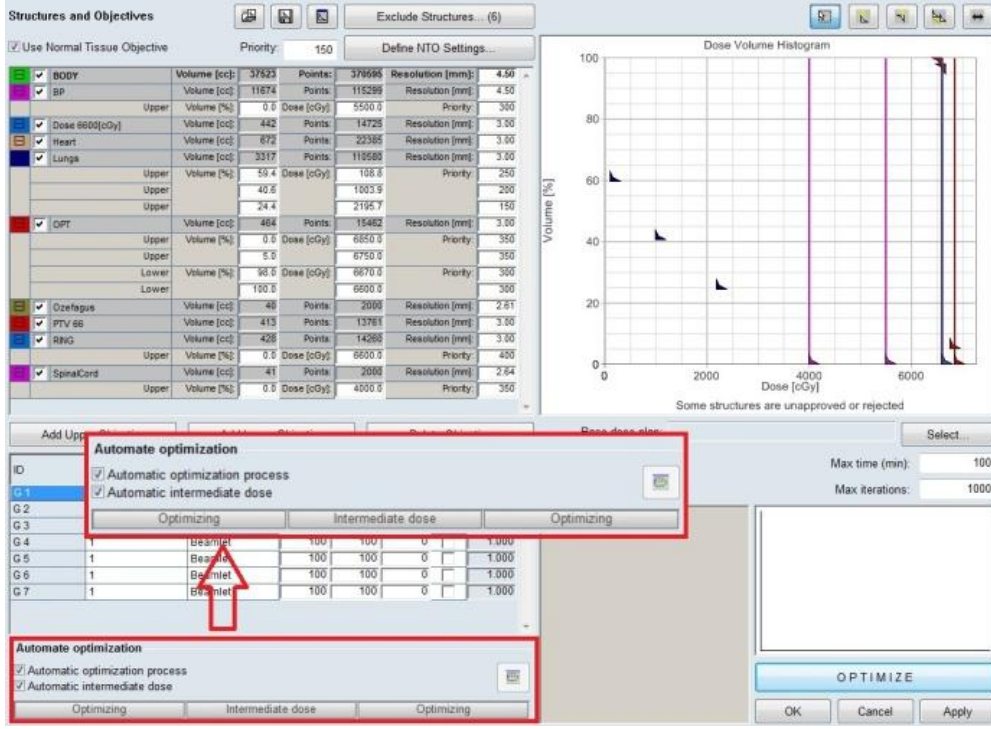 Structures and Objectives
Exclude Structures... (6)
Use Normal Tissue Objective Priority: 150 Define NTO Settings...
BODY Volume [cc]: 37523 Points: 370595 Resolution [mm]: 4.50
BP Volume [cc]: 11674 Points: 115299 Resolution [mm]: 4.50
Upper Volume [%]: 0.0 Dose [cGy]: 5500.0 Priority: 300
Dose 6600[cGy] Volume [cc]: 442 Points: 14725 Resolution [mm]: 3.00
Heart Volume [cc]: 672 Points: 22385 Resolution [mm]: 3.00
Lungs Volume [cc]: 3317 Points: 110580 Resolution [mm]: 3.00
Upper Volume [%]: 59.4 Dose [cGy]: 108.8 Priority: 250
Upper 40.6 1003.9 200
Upper 24.4 2195.7 150
OPT Volume [cc]: 464 Points: 15462 Resolution [mm]: 3.00
Upper Volume [%]: 0.0 Dose [cGy]: 6850.0 Priority: 350
Upper 5.0 6750.0 350
Lower Volume [%]: 98.0 Dose [cGy]: 6670.0 Priority: 300
Lower 100.0 6600.0 300
Ozefagus Volume [cc]: 40 Points: 2000 Resolution [mm]: 2.61
PTV 66 Volume [cc]: 413 Points: 13761 Resolution [mm]: 3.00
RING Volume [cc]: 428 Points: 14260 Resolution [mm]: 3.00
Upper Volume [%]: 0.0 Dose [cGy]: 6600.0 Priority: 400
SpinalCord Volume [cc]: 41 Points: 2000 Resolution [mm]: 2.64
Upper Volume [%]: 0.0 Dose [cGy]: 4000.0 Priority: 350
Dose Volume Histogram
100
80
60
40
20
0
Volume [%]
0 2000 4000 6000
Dose [cGy]
Some structures are unapproved or rejected
Add Upp
Select...
Max time (min): 100
Max iterations: 1000
Automate optimization
Automatic optimization process
Automatic intermediate dose
Optimizing Intermediate dose Optimizing
ID
G 1
G 2
G 3
G 4 1 Beamlet 100 100 0 1.000
G 5 1 Beamlet 100 100 0 1.000
G 6 1 Beamlet 100 100 0 1.000
G 7 1 Beamlet 100 100 0 1.000
Automate optimization
Automatic optimization process
Automatic intermediate dose
Optimizing Intermediate dose Optimizing
OPTIMIZE
OK Cancel Apply